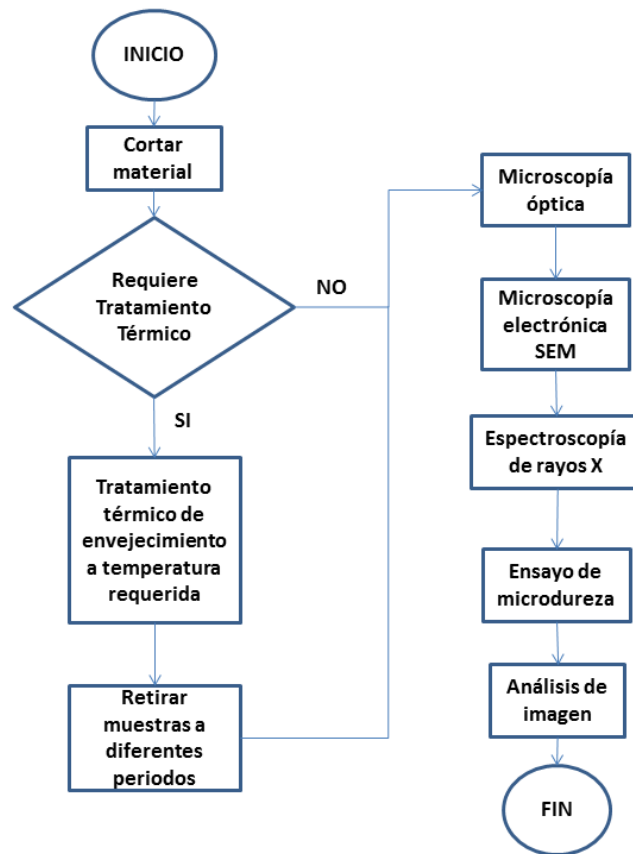 INICIO
Cortar
material
Requiere
Tratamiento
Térmico
NO
SI
Tratamiento
térmico de
envejecimiento
a temperatura
requerida
Retirar
muestras a
diferentes
periodos
Microscopía
óptica
Microscopía
electrónica
SEM
Espectroscopía
de rayos X
Ensayo de
microdureza
Análisis de
imagen
FIN